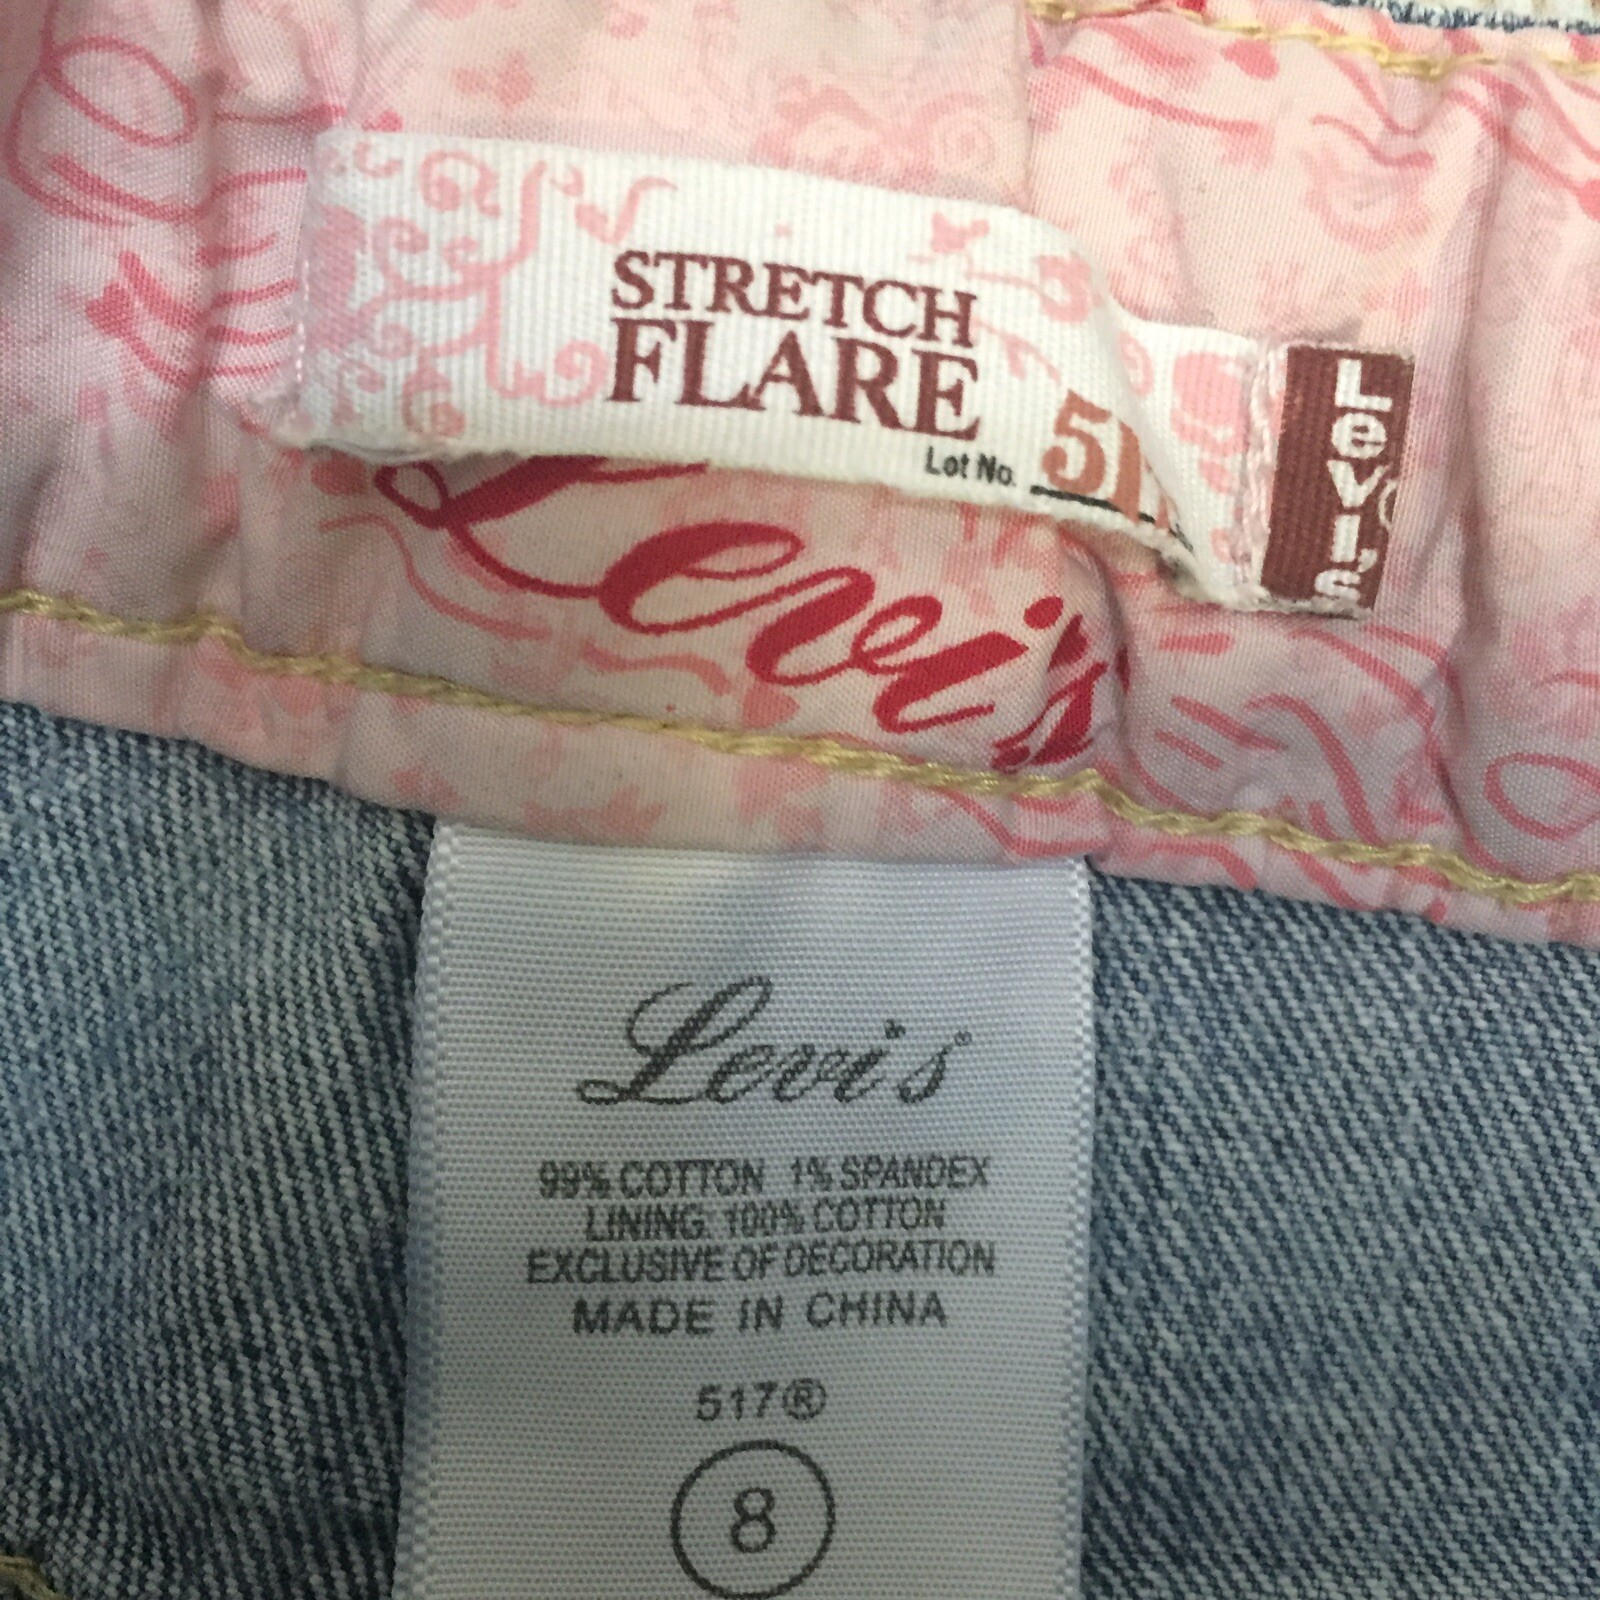 STRETCH
FLARE
Lot No.
Levi's
Levi's
Levi's
99% COTTON 1% SPANDEX
LINING: 100% COTTON
EXCLUSIVE OF DECORATION
MADE IN CHINA
517®
8